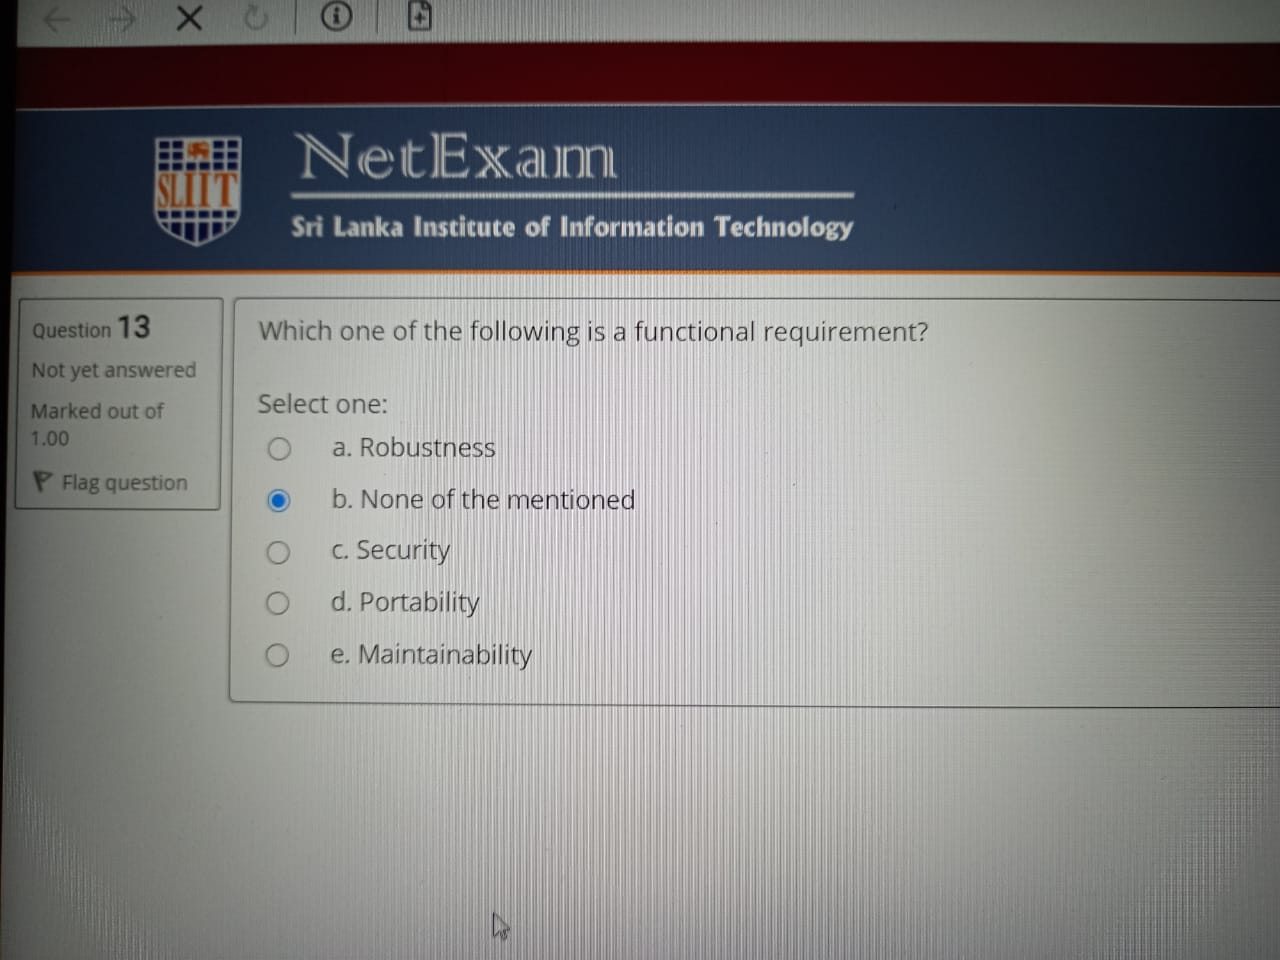 NetExam
SLIIT
Sri Lanka Institute of Information Technology
Question 13
Not yet answered
Marked out of
1.00
Flag question
Which one of the following is a functional requirement?
Select one:
a. Robustness
b. None of the mentioned
c. Security
d. Portability
e. Maintainability